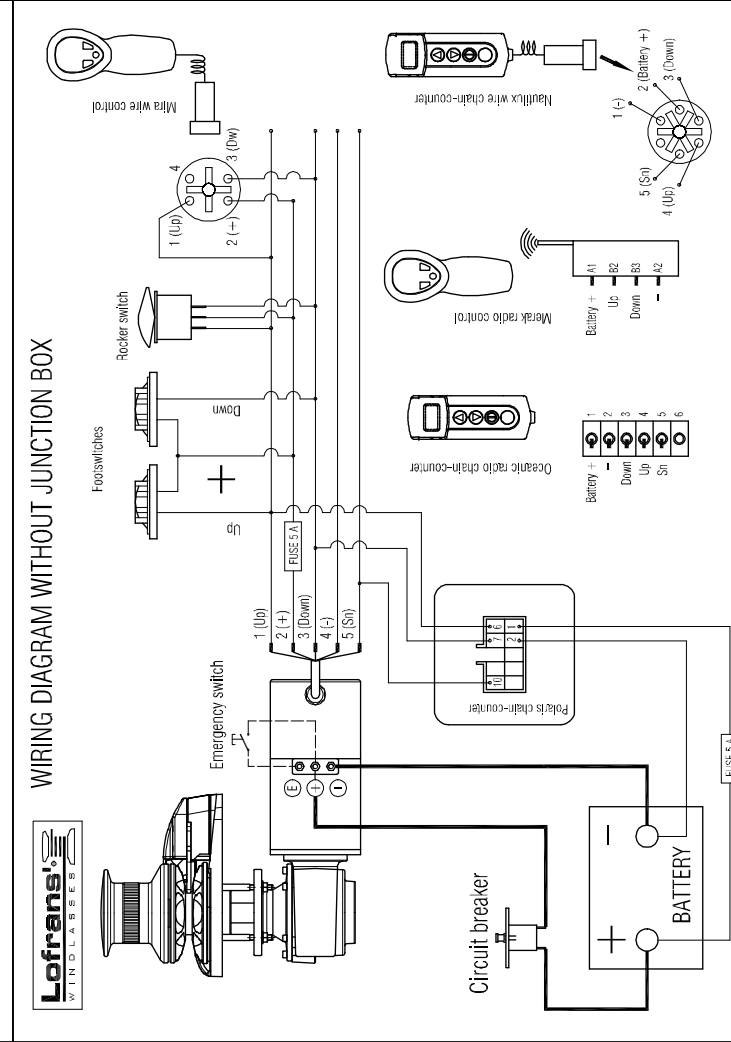 WIRING DIAGRAM WITHOUT JUNCTION BOX
Lofrans'®
WINDLASSES
Mira wire control
Nautilux wire chain-counter
1 (-)
2 (Battery +)
3 (Down)
5 (Sn)
4 (Up)
4
3 (Dw)
1 (Up)
2 (+)
Rocker switch
Merak radio control
Battery +
Up
Down
-
A1
B2
B3
A2
Footswitches
Down
+
Up
Oceanic radio chain-counter
Battery +
-
Down
Up
Sn
1
2
3
4
5
6
FUSE 5 A
1 (Up)
2 (+)
3 (Down)
4 (-)
5 (Sn)
Emergency switch
E
+
-
6
1
7
2
10
Polaris chain-counter
FUSE 5 A
Circuit breaker
-
+
BATTERY